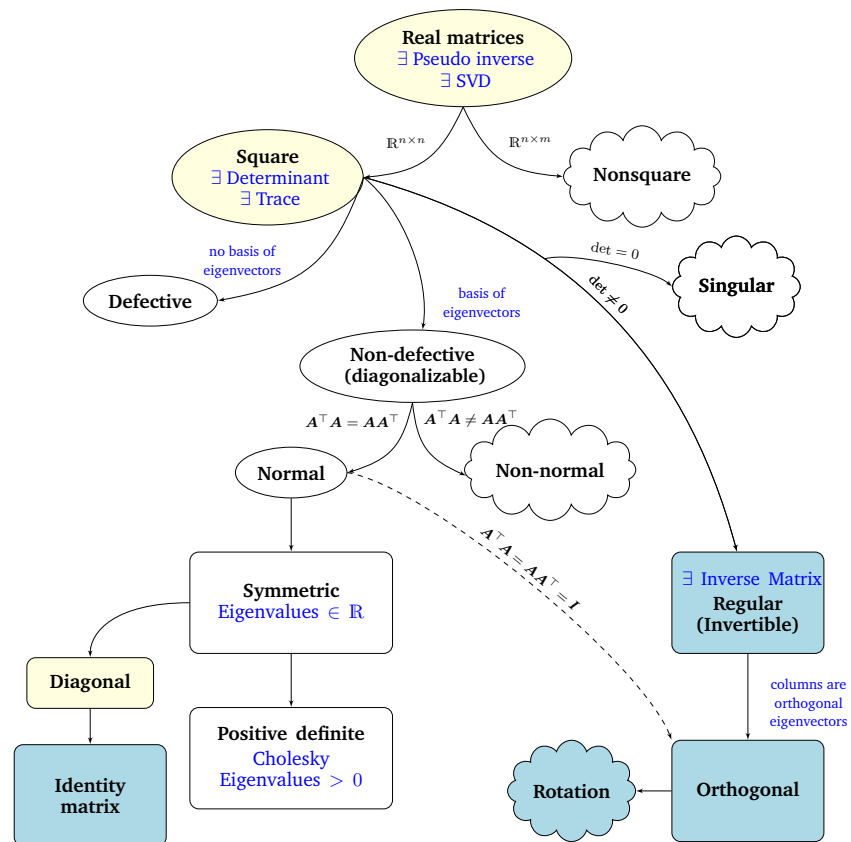 Real matrices
∃ Pseudo inverse
∃ SVD
ℝⁿˣⁿ
ℝⁿˣᵐ
Square
∃ Determinant
∃ Trace
Nonsquare
no basis of
eigenvectors
det = 0
Defective
basis of
eigenvectors
det ≠ 0
Singular
Non-defective
(diagonalizable)
A⊤A = AA⊤
A⊤A ≠ AA⊤
Normal
Non-normal
A⊤A = AA⊤ = I
Symmetric
Eigenvalues ∈ ℝ
∃ Inverse Matrix
Regular
(Invertible)
Diagonal
columns are
orthogonal
eigenvectors
Positive definite
Cholesky
Eigenvalues > 0
Identity
matrix
Rotation
Orthogonal